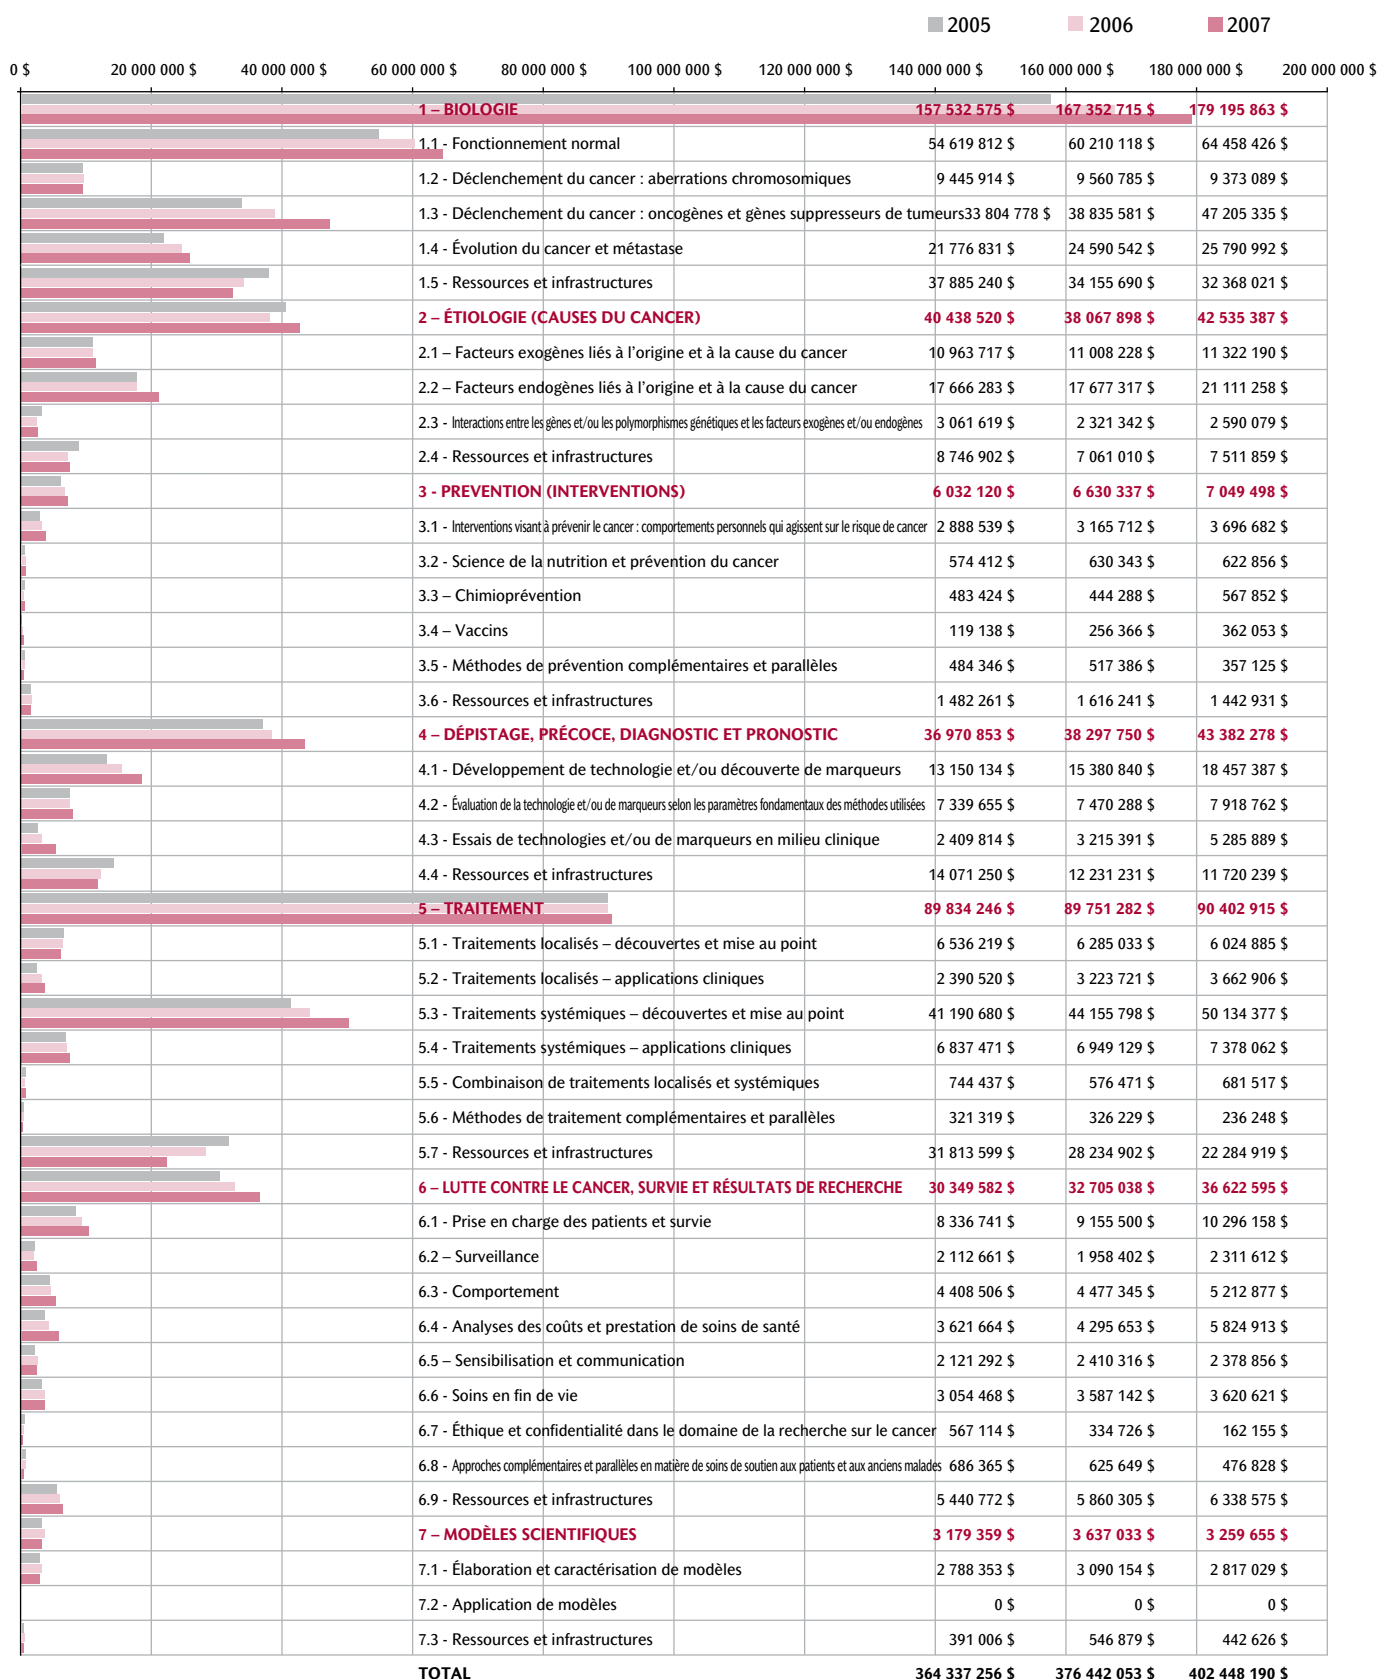 2005 2006 2007
0 $ 20 000 000 $ 40 000 000 $ 60 000 000 $ 80 000 000 $ 100 000 000 $ 120 000 000 $ 140 000 000 $ 160 000 000 $ 180 000 000 $ 200 000 000 $
1 – BIOLOGIE 157 532 575 $ 167 352 715 $ 179 195 863 $
1.1 - Fonctionnement normal 54 619 812 $ 60 210 118 $ 64 458 426 $
1.2 - Déclenchement du cancer : aberrations chromosomiques 9 445 914 $ 9 560 785 $ 9 373 089 $
1.3 - Déclenchement du cancer : oncogènes et gènes suppresseurs de tumeurs33 804 778 $ 38 835 581 $ 47 205 335 $
1.4 - Évolution du cancer et métastase 21 776 831 $ 24 590 542 $ 25 790 992 $
1.5 - Ressources et infrastructures 37 885 240 $ 34 155 690 $ 32 368 021 $
2 – ÉTIOLOGIE (CAUSES DU CANCER) 40 438 520 $ 38 067 898 $ 42 535 387 $
2.1 – Facteurs exogènes liés à l’origine et à la cause du cancer 10 963 717 $ 11 008 228 $ 11 322 190 $
2.2 – Facteurs endogènes liés à l’origine et à la cause du cancer 17 666 283 $ 17 677 317 $ 21 111 258 $
2.3 - Interactions entre les gènes et/ou les polymorphismes génétiques et les facteurs exogènes et/ou endogènes 3 061 619 $ 2 321 342 $ 2 590 079 $
2.4 - Ressources et infrastructures 8 746 902 $ 7 061 010 $ 7 511 859 $
3 - PREVENTION (INTERVENTIONS) 6 032 120 $ 6 630 337 $ 7 049 498 $
3.1 - Interventions visant à prévenir le cancer : comportements personnels qui agissent sur le risque de cancer 2 888 539 $ 3 165 712 $ 3 696 682 $
3.2 - Science de la nutrition et prévention du cancer 574 412 $ 630 343 $ 622 856 $
3.3 – Chimioprévention 483 424 $ 444 288 $ 567 852 $
3.4 – Vaccins 119 138 $ 256 366 $ 362 053 $
3.5 - Méthodes de prévention complémentaires et parallèles 484 346 $ 517 386 $ 357 125 $
3.6 - Ressources et infrastructures 1 482 261 $ 1 616 241 $ 1 442 931 $
4 – DÉPISTAGE, PRÉCOCE, DIAGNOSTIC ET PRONOSTIC 36 970 853 $ 38 297 750 $ 43 382 278 $
4.1 - Développement de technologie et/ou découverte de marqueurs 13 150 134 $ 15 380 840 $ 18 457 387 $
4.2 - Évaluation de la technologie et/ou de marqueurs selon les paramètres fondamentaux des méthodes utilisées 7 339 655 $ 7 470 288 $ 7 918 762 $
4.3 - Essais de technologies et/ou de marqueurs en milieu clinique 2 409 814 $ 3 215 391 $ 5 285 889 $
4.4 - Ressources et infrastructures 14 071 250 $ 12 231 231 $ 11 720 239 $
5 – TRAITEMENT 89 834 246 $ 89 751 282 $ 90 402 915 $
5.1 - Traitements localisés – découvertes et mise au point 6 536 219 $ 6 285 033 $ 6 024 885 $
5.2 - Traitements localisés – applications cliniques 2 390 520 $ 3 223 721 $ 3 662 906 $
5.3 - Traitements systémiques – découvertes et mise au point 41 190 680 $ 44 155 798 $ 50 134 377 $
5.4 - Traitements systémiques – applications cliniques 6 837 471 $ 6 949 129 $ 7 378 062 $
5.5 - Combinaison de traitements localisés et systémiques 744 437 $ 576 471 $ 681 517 $
5.6 - Méthodes de traitement complémentaires et parallèles 321 319 $ 326 229 $ 236 248 $
5.7 - Ressources et infrastructures 31 813 599 $ 28 234 902 $ 22 284 919 $
6 – LUTTE CONTRE LE CANCER, SURVIE ET RÉSULTATS DE RECHERCHE 30 349 582 $ 32 705 038 $ 36 622 595 $
6.1 - Prise en charge des patients et survie 8 336 741 $ 9 155 500 $ 10 296 158 $
6.2 – Surveillance 2 112 661 $ 1 958 402 $ 2 311 612 $
6.3 - Comportement 4 408 506 $ 4 477 345 $ 5 212 877 $
6.4 - Analyses des coûts et prestation de soins de santé 3 621 664 $ 4 295 653 $ 5 824 913 $
6.5 – Sensibilisation et communication 2 121 292 $ 2 410 316 $ 2 378 856 $
6.6 - Soins en fin de vie 3 054 468 $ 3 587 142 $ 3 620 621 $
6.7 - Éthique et confidentialité dans le domaine de la recherche sur le cancer 567 114 $ 334 726 $ 162 155 $
6.8 - Approches complémentaires et parallèles en matière de soins de soutien aux patients et aux anciens malades 686 365 $ 625 649 $ 476 828 $
6.9 - Ressources et infrastructures 5 440 772 $ 5 860 305 $ 6 338 575 $
7 – MODÈLES SCIENTIFIQUES 3 179 359 $ 3 637 033 $ 3 259 655 $
7.1 - Élaboration et caractérisation de modèles 2 788 353 $ 3 090 154 $ 2 817 029 $
7.2 - Application de modèles 0 $ 0 $ 0 $
7.3 - Ressources et infrastructures 391 006 $ 546 879 $ 442 626 $
TOTAL 364 337 256 $ 376 442 053 $ 402 448 190 $